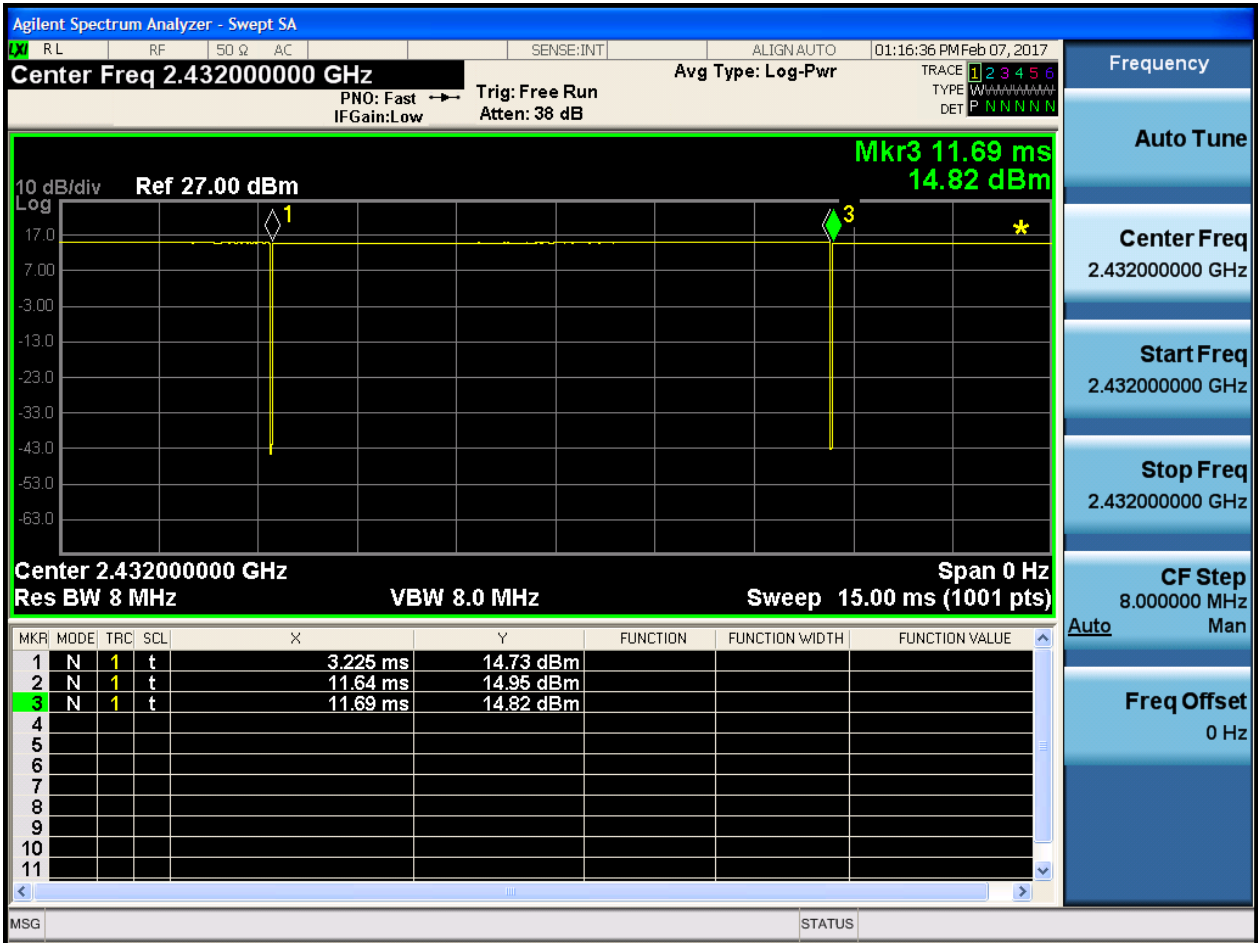 Agilent Spectrum Analyzer - Swept SA
LXI RL RF 50 Ω AC SENSE:INT ALIGN AUTO 01:16:36 PM Feb 07, 2017
Center Freq 2.432000000 GHz
PNO: Fast
IFGain:Low
Trig: Free Run
Atten: 38 dB
Avg Type: Log-Pwr
TRACE 1 2 3 4 5 6
TYPE W
DET P N N N N N
Mkr3 11.69 ms
14.82 dBm
10 dB/div Ref 27.00 dBm
Log
1
3
*
17.0
7.00
-3.00
-13.0
-23.0
-33.0
-43.0
-53.0
-63.0
Center 2.432000000 GHz Span 0 Hz
Res BW 8 MHz VBW 8.0 MHz Sweep 15.00 ms (1001 pts)
MKR MODE TRC SCL X Y FUNCTION FUNCTION WIDTH FUNCTION VALUE
1 N 1 t 3.225 ms 14.73 dBm
2 N 1 t 11.64 ms 14.95 dBm
3 N 1 t 11.69 ms 14.82 dBm
4
5
6
7
8
9
10
11
MSG STATUS
Frequency
Auto Tune
Center Freq
2.432000000 GHz
Start Freq
2.432000000 GHz
Stop Freq
2.432000000 GHz
CF Step
8.000000 MHz
Auto Man
Freq Offset
0 Hz